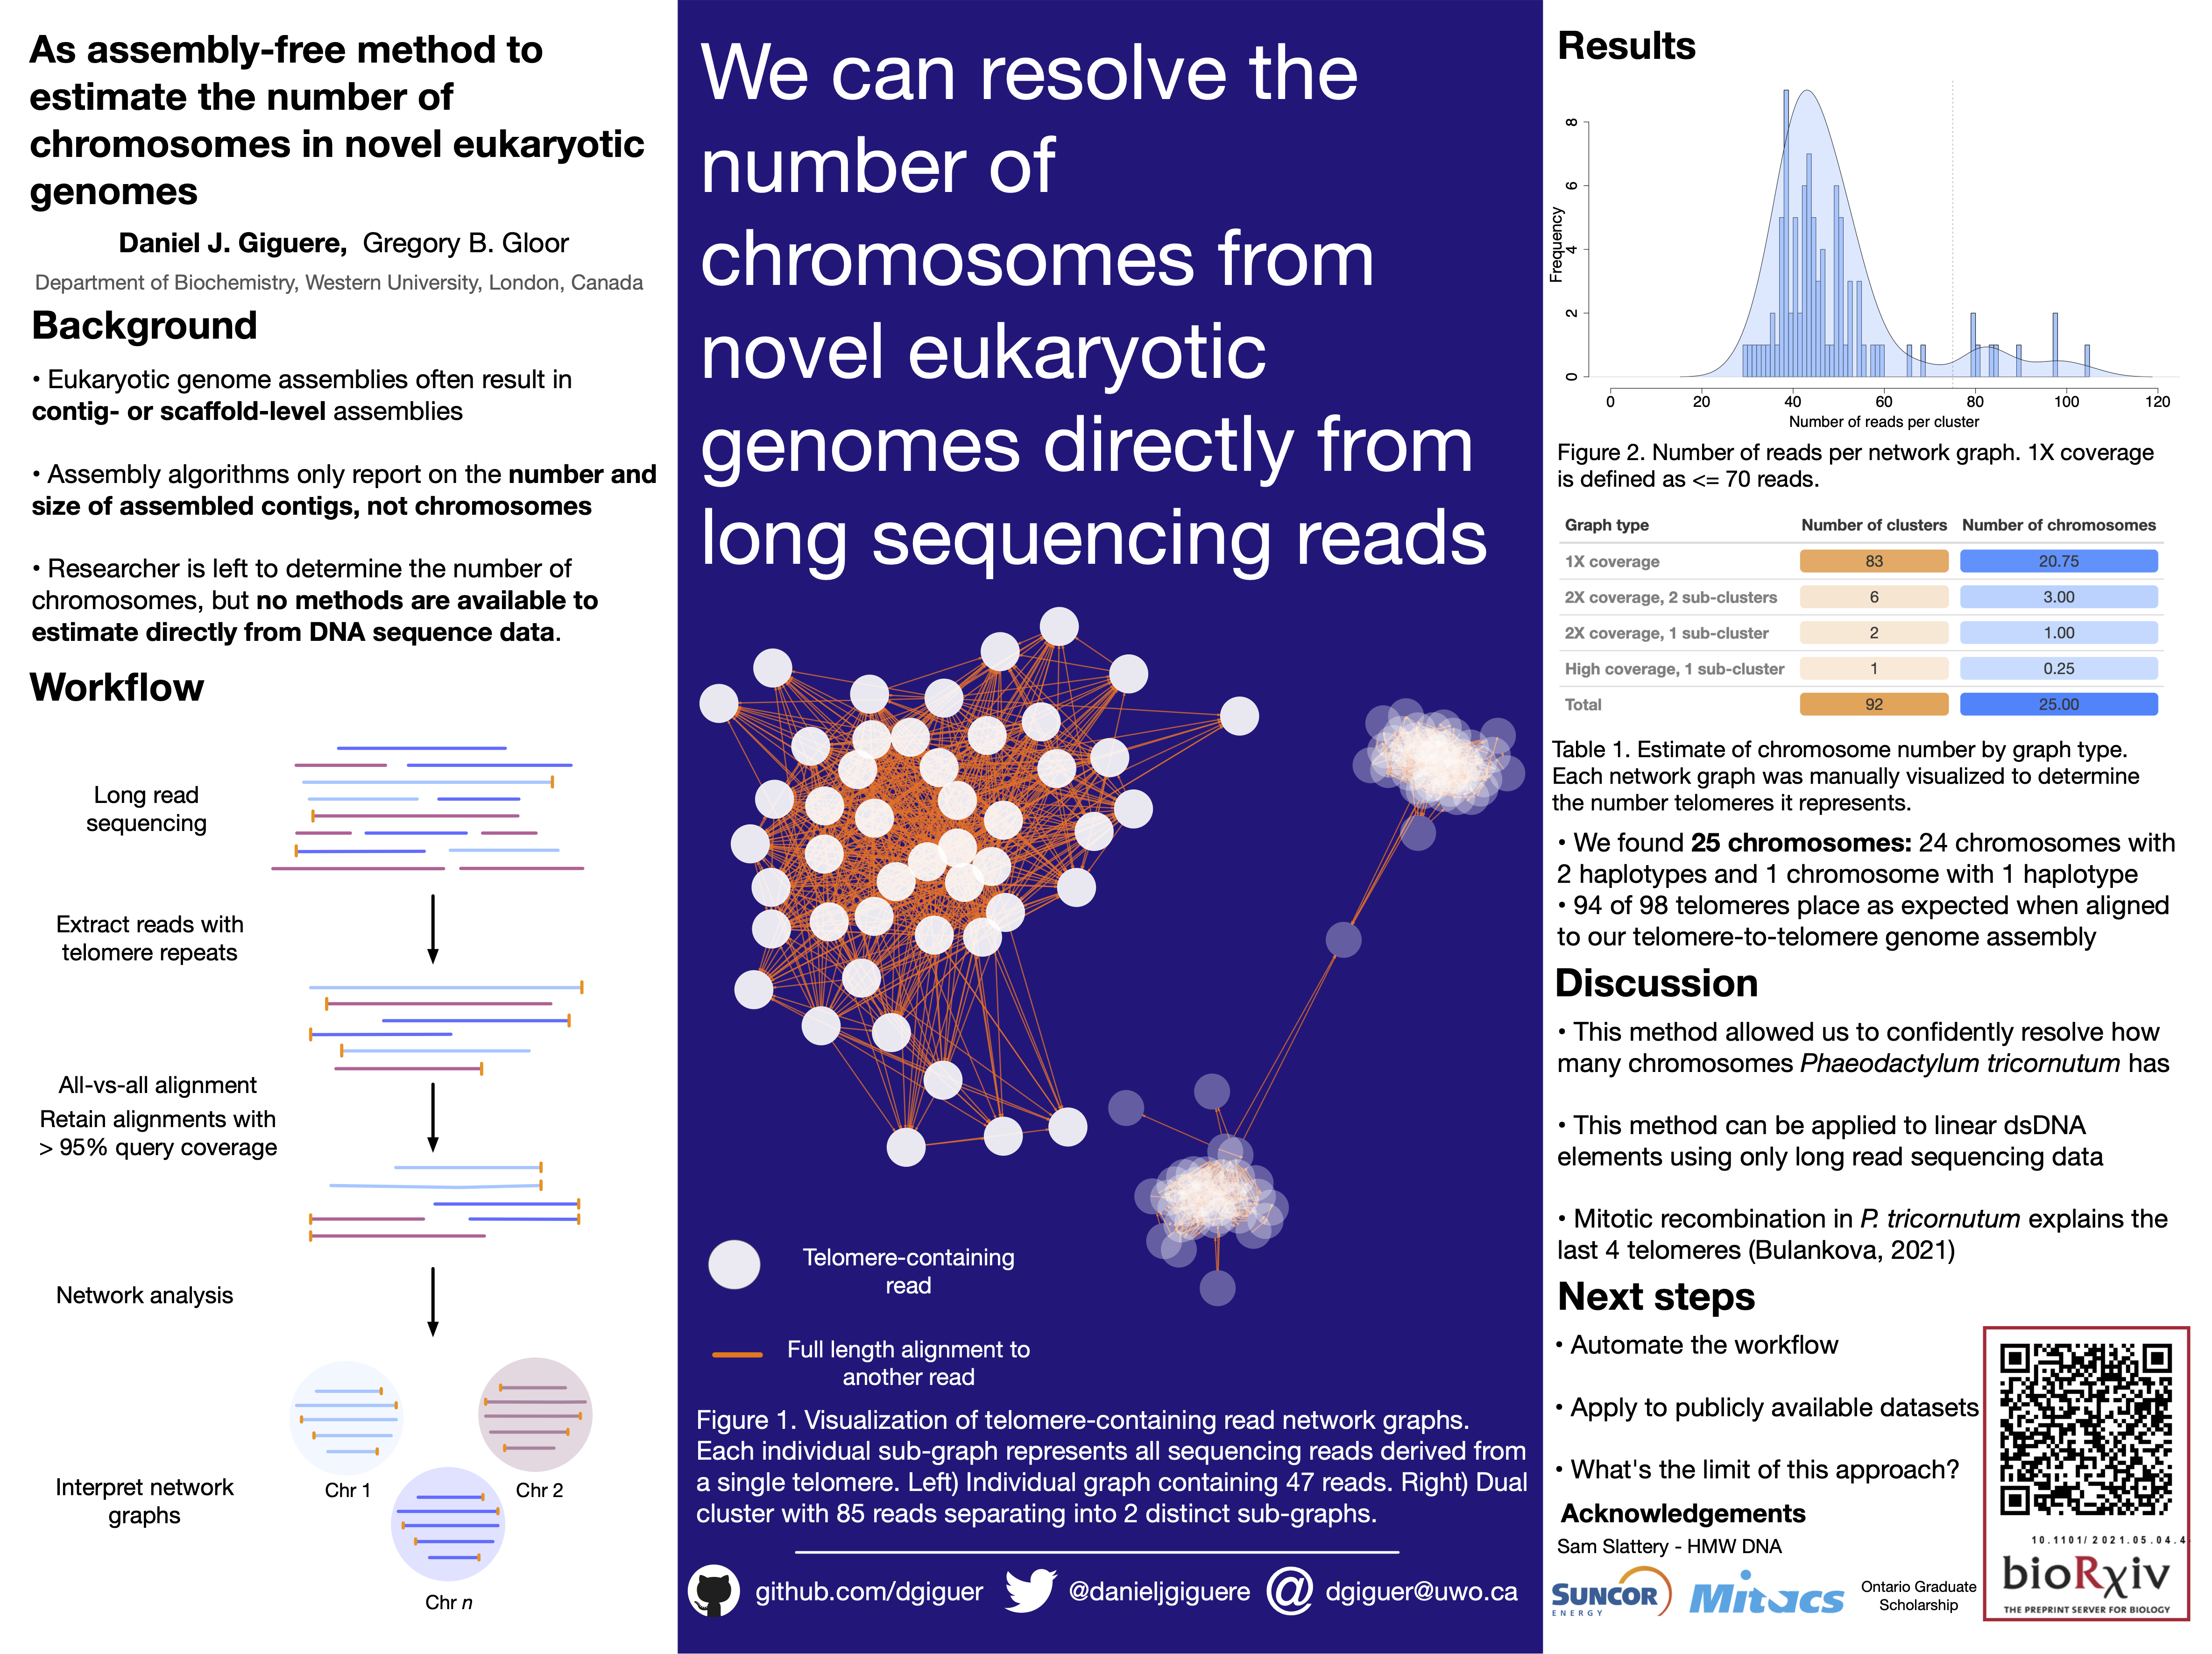 As assembly-free method to
estimate the number of
chromosomes in novel eukaryotic
genomes
Daniel J. Giguere, Gregory B. Gloor
Department of Biochemistry, Western University, London, Canada
Background
• Eukaryotic genome assemblies often result in
contig- or scaffold-level assemblies
• Assembly algorithms only report on the number and
size of assembled contigs, not chromosomes
• Researcher is left to determine the number of
chromosomes, but no methods are available to
estimate directly from DNA sequence data.
Workflow
Long read
sequencing
Extract reads with
telomere repeats
All-vs-all alignment
Retain alignments with
> 95% query coverage
Network analysis
Interpret network
graphs
Chr 1
Chr 2
Chr n
We can resolve the
number of
chromosomes from
novel eukaryotic
genomes directly from
long sequencing reads
Telomere-containing
read
Full length alignment to
another read
Figure 1. Visualization of telomere-containing read network graphs.
Each individual sub-graph represents all sequencing reads derived from
a single telomere. Left) Individual graph containing 47 reads. Right) Dual
cluster with 85 reads separating into 2 distinct sub-graphs.
github.com/dgiguer @danieljgiguere @ dgiguer@uwo.ca
Results
Frequency
8
6
4
2
0
0 20 40 60 80 100 120
Number of reads per cluster
Figure 2. Number of reads per network graph. 1X coverage
is defined as <= 70 reads.
Graph type Number of clusters Number of chromosomes
1X coverage 83 20.75
2X coverage, 2 sub-clusters 6 3.00
2X coverage, 1 sub-cluster 2 1.00
High coverage, 1 sub-cluster 1 0.25
Total 92 25.00
Table 1. Estimate of chromosome number by graph type.
Each network graph was manually visualized to determine
the number telomeres it represents.
• We found 25 chromosomes: 24 chromosomes with
2 haplotypes and 1 chromosome with 1 haplotype
• 94 of 98 telomeres place as expected when aligned
to our telomere-to-telomere genome assembly
Discussion
• This method allowed us to confidently resolve how
many chromosomes Phaeodactylum tricornutum has
• This method can be applied to linear dsDNA
elements using only long read sequencing data
• Mitotic recombination in P. tricornutum explains the
last 4 telomeres (Bulankova, 2021)
Next steps
• Automate the workflow
• Apply to publicly available datasets
• What's the limit of this approach?
Acknowledgements
Sam Slattery - HMW DNA
SUNCOR
ENERGY
Mitacs
Ontario Graduate
Scholarship
10.1101/2021.05.04.4
bioRxiv
THE PREPRINT SERVER FOR BIOLOGY